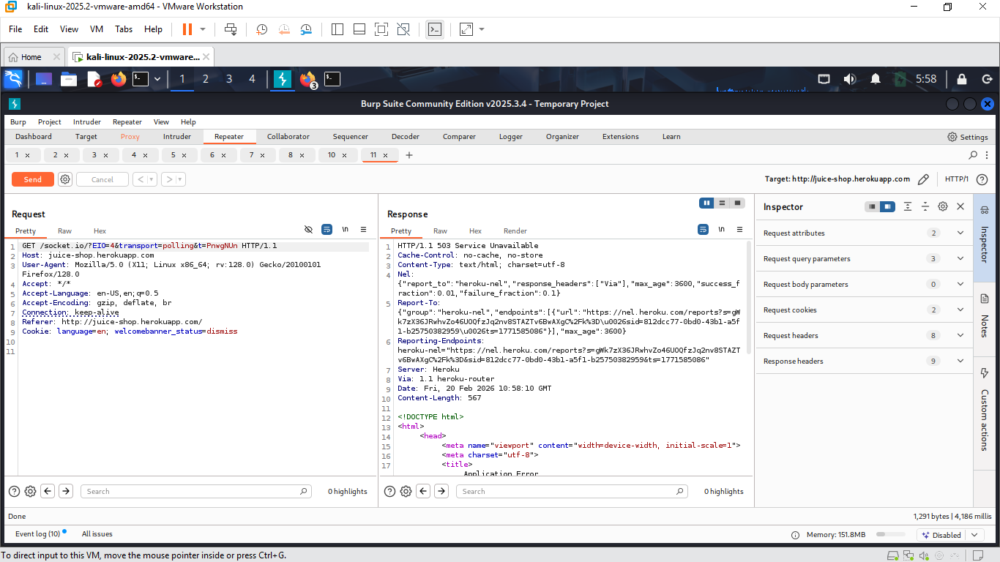 kali-linux-2025.2-vmware-amd64 - VMware Workstation
File Edit View VM Tabs Help
Home kali-linux-2025.2-vmware...
1 2 3 4 3 5:58
Burp Suite Community Edition v2025.3.4 - Temporary Project
Burp Project Intruder Repeater View Help
Dashboard Target Proxy Intruder Repeater Collaborator Sequencer Decoder Comparer Logger Organizer Extensions Learn Settings
1 × 2 × 3 × 4 × 5 × 6 × 7 × 8 × 10 × 11 × +
Send Cancel < > Target: http://juice-shop.herokuapp.com HTTP/1
Request
Pretty Raw Hex \n
1 GET /socket.io/?EIO=4&transport=polling&t=PnwgNUn HTTP/1.1
2 Host: juice-shop.herokuapp.com
3 User-Agent: Mozilla/5.0 (X11; Linux x86_64; rv:128.0) Gecko/20100101
Firefox/128.0
4 Accept: */*
5 Accept-Language: en-US,en;q=0.5
6 Accept-Encoding: gzip, deflate, br
7 Connection: keep-alive
8 Referer: http://juice-shop.herokuapp.com/
9 Cookie: language=en; welcomebanner_status=dismiss
10
11
Search 0 highlights
Response
Pretty Raw Hex Render \n
1 HTTP/1.1 503 Service Unavailable
2 Cache-Control: no-cache, no-store
3 Content-Type: text/html; charset=utf-8
4 Nel:
{"report_to":"heroku-nel","response_headers":["Via"],"max_age":3600,"success_f
raction":0.01,"failure_fraction":0.1}
5 Report-To:
{"group":"heroku-nel","endpoints":[{"url":"https://nel.heroku.com/reports?s=gW
k7zX36JRwhvZo46UOQfzJq2nv8STAZTv6BwAXgC%2Fk%3D\u0026sid=812dcc77-0bd0-43b1-a5f
1-b25750382959\u0026ts=1771585086"}],"max_age":3600}
6 Reporting-Endpoints:
heroku-nel="https://nel.heroku.com/reports?s=gWk7zX36JRwhvZo46UOQfzJq2nv8STAZT
v6BwAXgC%2Fk%3D&sid=812dcc77-0bd0-43b1-a5f1-b25750382959&ts=1771585086"
7 Server: Heroku
8 Via: 1.1 heroku-router
9 Date: Fri, 20 Feb 2026 10:58:10 GMT
10 Content-Length: 567
11
12 <!DOCTYPE html>
13 <html>
14 <head>
15 <meta name="viewport" content="width=device-width, initial-scale=1">
16 <meta charset="utf-8">
17 <title>
Application Error
Search 0 highlights
Inspector
Request attributes 2
Request query parameters 3
Request body parameters 0
Request cookies 2
Request headers 8
Response headers 9
Inspector
Notes
Custom actions
Done 1,291 bytes | 4,186 millis
Event log (10) All issues Memory: 151.8MB Disabled
To direct input to this VM, move the mouse pointer inside or press Ctrl+G.